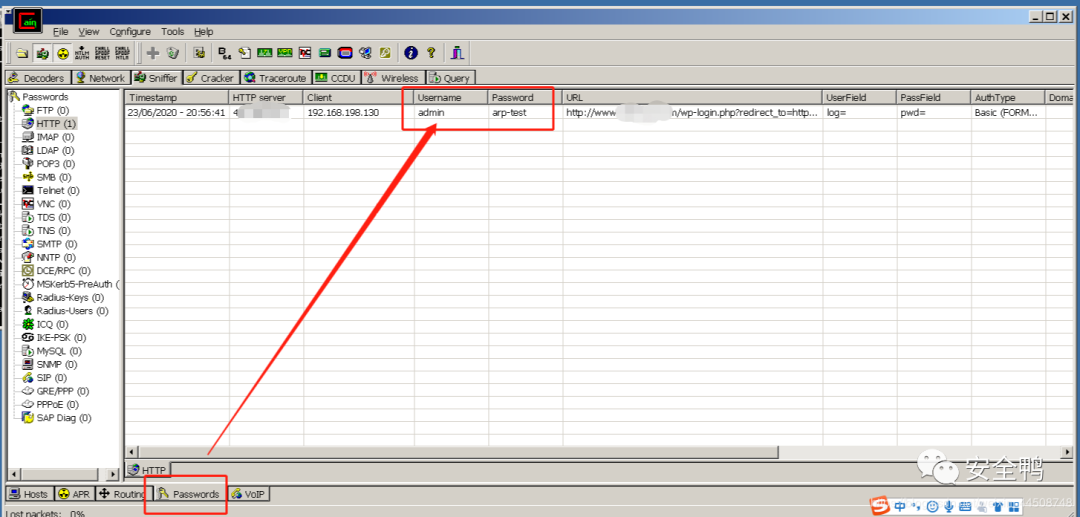 Cain
File View Configure Tools Help
Decoders Network Sniffer Cracker Traceroute CCDU Wireless Query
Passwords
FTP (0)
HTTP (1)
IMAP (0)
LDAP (0)
POP3 (0)
SMB (0)
Telnet (0)
VNC (0)
TDS (0)
TNS (0)
SMTP (0)
NNTP (0)
DCE/RPC (0)
MSKerb5-PreAuth (
Radius-Keys (0)
Radius-Users (0)
ICQ (0)
IKE-PSK (0)
MySQL (0)
SNMP (0)
SIP (0)
GRE/PPP (0)
PPPoE (0)
SAP Diag (0)
Timestamp HTTP server Client Username Password URL UserField PassField AuthType Doma
23/06/2020 - 20:56:41 4 192.168.198.130 admin arp-test http://www m/wp-login.php?redirect_to=http... log= pwd= Basic (FORM...
HTTP
Hosts APR Routing Passwords VoIP
Lost packets: 0%
安全鸭
中
14508748